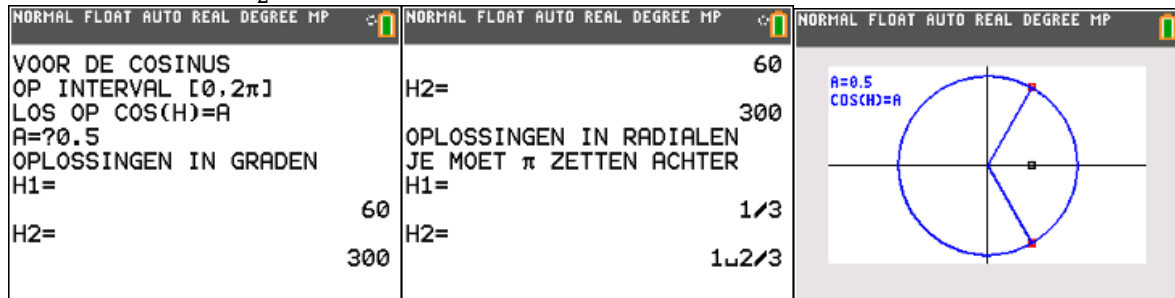 2
NORMAL FLOAT AUTO REAL DEGREE MP
VOOR DE COSINUS
OP INTERVAL [0,2π]
LOS OP COS(H)=A
A=?0.5
OPLOSSINGEN IN GRADEN
H1=
60
H2=
300
NORMAL FLOAT AUTO REAL DEGREE MP
60
H2=
300
OPLOSSINGEN IN RADIALEN
JE MOET π ZETTEN ACHTER
H1=
1/3
H2=
1⎵2/3
NORMAL FLOAT AUTO REAL DEGREE MP
A=0.5
COS(H)=A